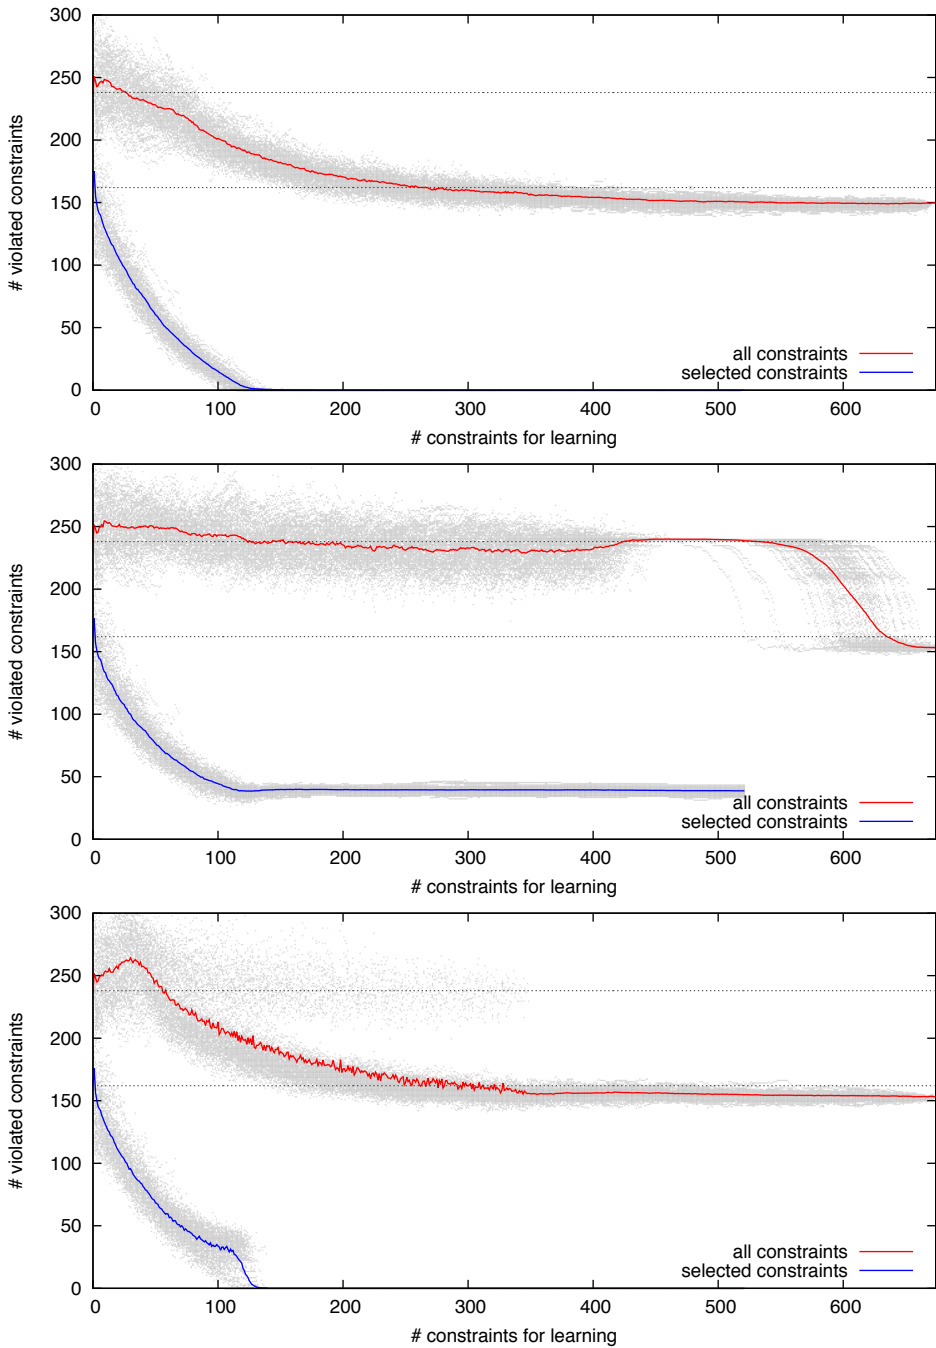 300
250
200
150
100
50
0
# violated constraints
all constraints
selected constraints
0 100 200 300 400 500 600
# constraints for learning
300
250
200
150
100
50
0
# violated constraints
all constraints
selected constraints
0 100 200 300 400 500 600
# constraints for learning
300
250
200
150
100
50
0
# violated constraints
all constraints
selected constraints
0 100 200 300 400 500 600
# constraints for learning